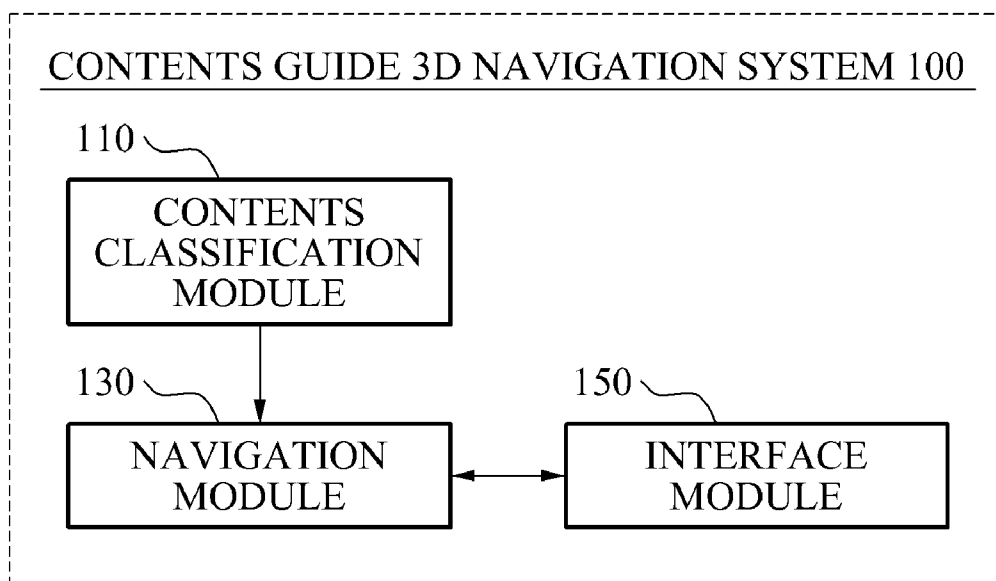 CONTENTS GUIDE 3D NAVIGATION SYSTEM 100
110
CONTENTS
CLASSIFICATION
MODULE
130
NAVIGATION
MODULE
150
INTERFACE
MODULE